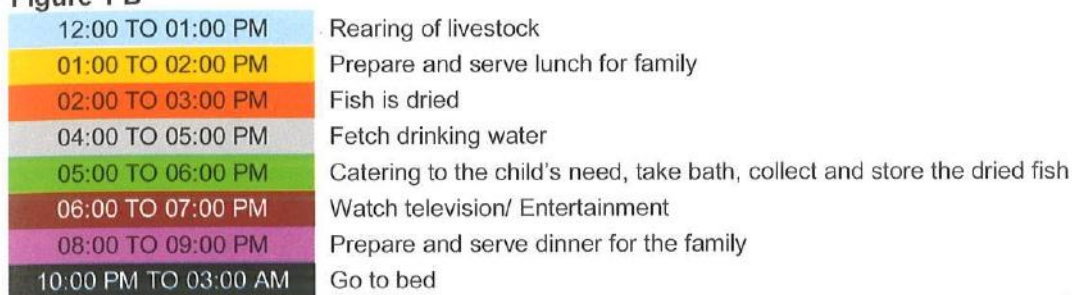 Figure 1 B
12:00 TO 01:00 PM Rearing of livestock
01:00 TO 02:00 PM Prepare and serve lunch for family
02:00 TO 03:00 PM Fish is dried
04:00 TO 05:00 PM Fetch drinking water
05:00 TO 06:00 PM Catering to the child's need, take bath, collect and store the dried fish
06:00 TO 07:00 PM Watch television/ Entertainment
08:00 TO 09:00 PM Prepare and serve dinner for the family
10:00 PM TO 03:00 AM Go to bed